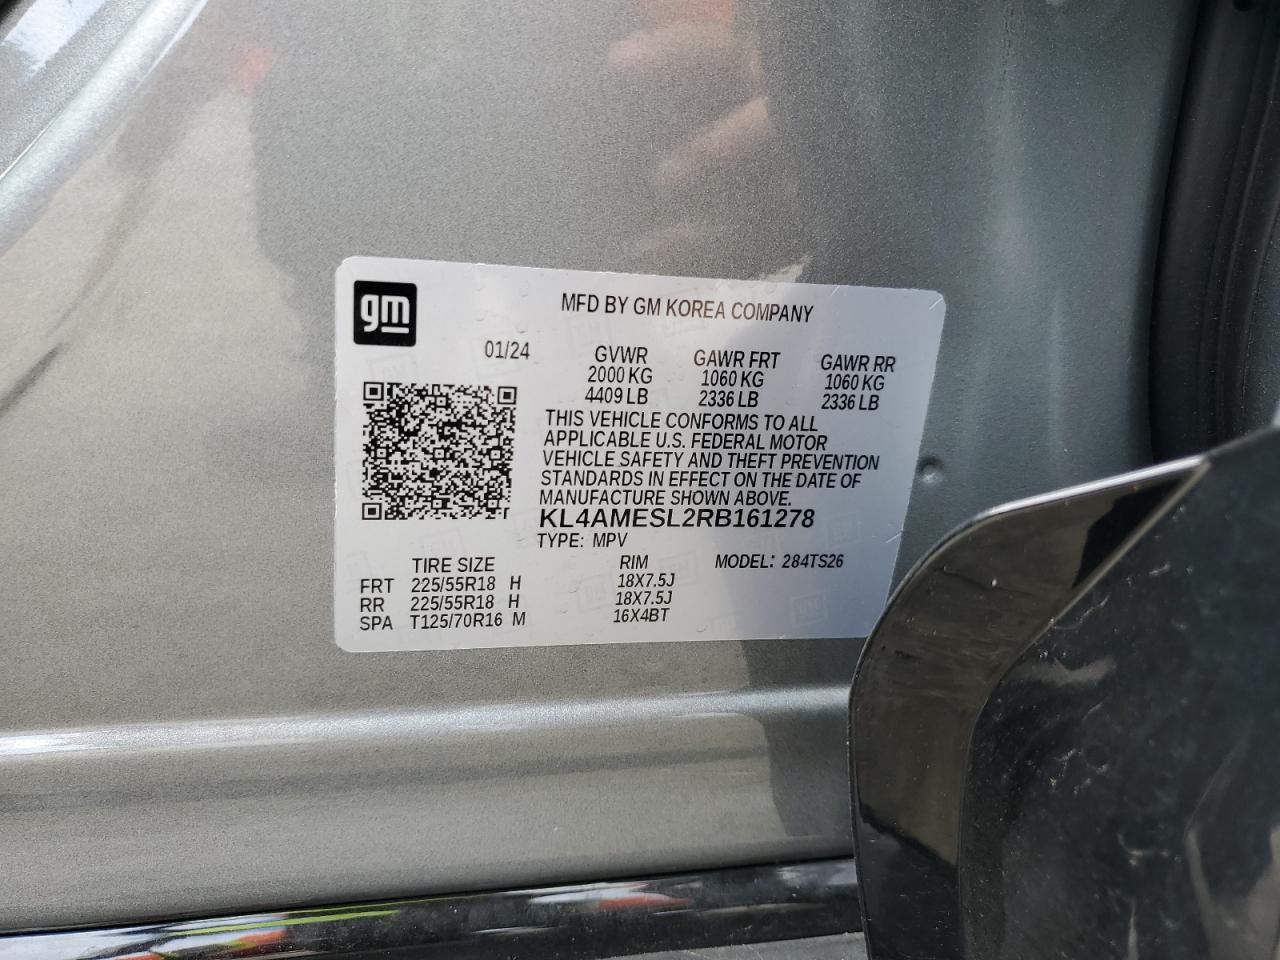 gm
MFD BY GM KOREA COMPANY
01/24 GVWR GAWR FRT GAWR RR
2000 KG 1060 KG 1060 KG
4409 LB 2336 LB 2336 LB
THIS VEHICLE CONFORMS TO ALL
APPLICABLE U.S. FEDERAL MOTOR
VEHICLE SAFETY AND THEFT PREVENTION
STANDARDS IN EFFECT ON THE DATE OF
MANUFACTURE SHOWN ABOVE.
KL4AMESL2RB161278
TYPE: MPV
TIRE SIZE RIM MODEL: 284TS26
FRT 225/55R18 H 18X7.5J
RR 225/55R18 H 18X7.5J
SPA T125/70R16 M 16X4BT